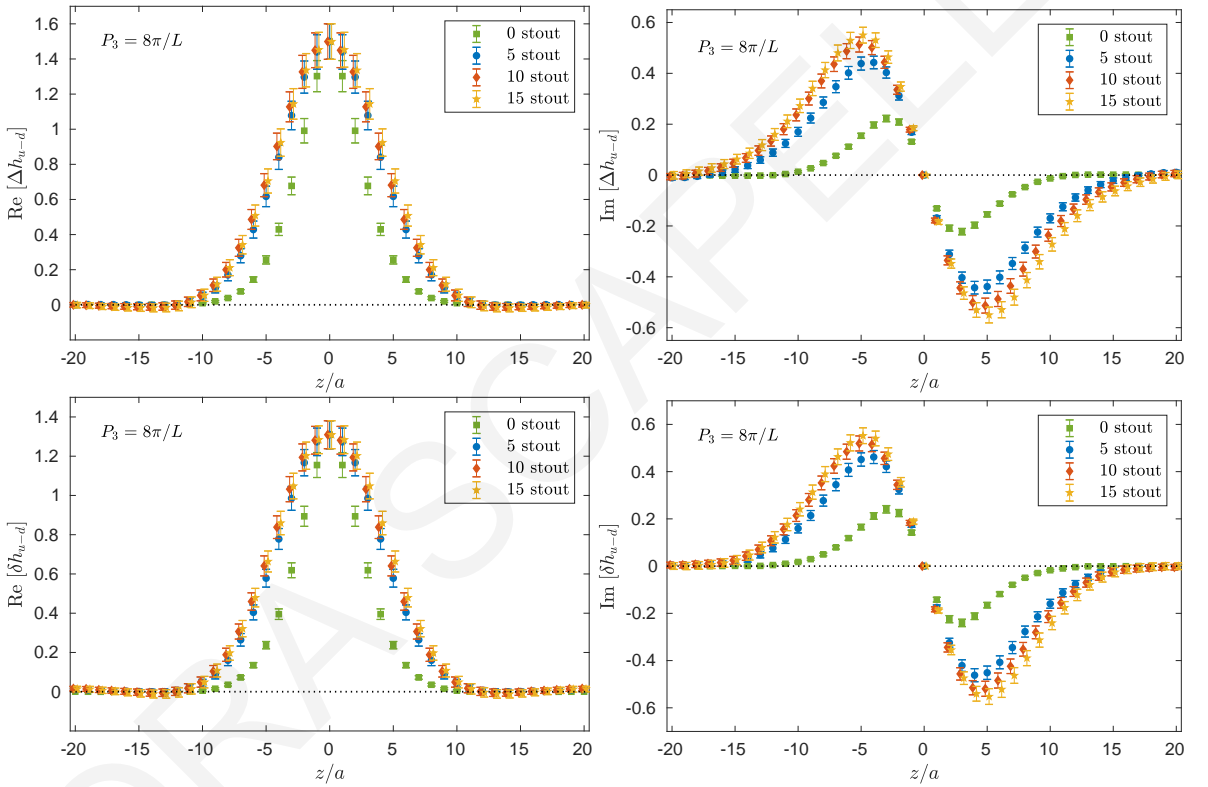 P₃ = 8π/L
0 stout
5 stout
10 stout
15 stout
Re [Δh_{u−d}]
1.6
1.4
1.2
1
0.8
0.6
0.4
0.2
0
-20 -15 -10 -5 0 5 10 15 20
z/a
P₃ = 8π/L
0 stout
5 stout
10 stout
15 stout
Im [Δh_{u−d}]
0.6
0.4
0.2
0
-0.2
-0.4
-0.6
-20 -15 -10 -5 0 5 10 15 20
z/a
P₃ = 8π/L
0 stout
5 stout
10 stout
15 stout
Re [δh_{u−d}]
1.4
1.2
1
0.8
0.6
0.4
0.2
0
-20 -15 -10 -5 0 5 10 15 20
z/a
P₃ = 8π/L
0 stout
5 stout
10 stout
15 stout
Im [δh_{u−d}]
0.6
0.4
0.2
0
-0.2
-0.4
-0.6
-20 -15 -10 -5 0 5 10 15 20
z/a